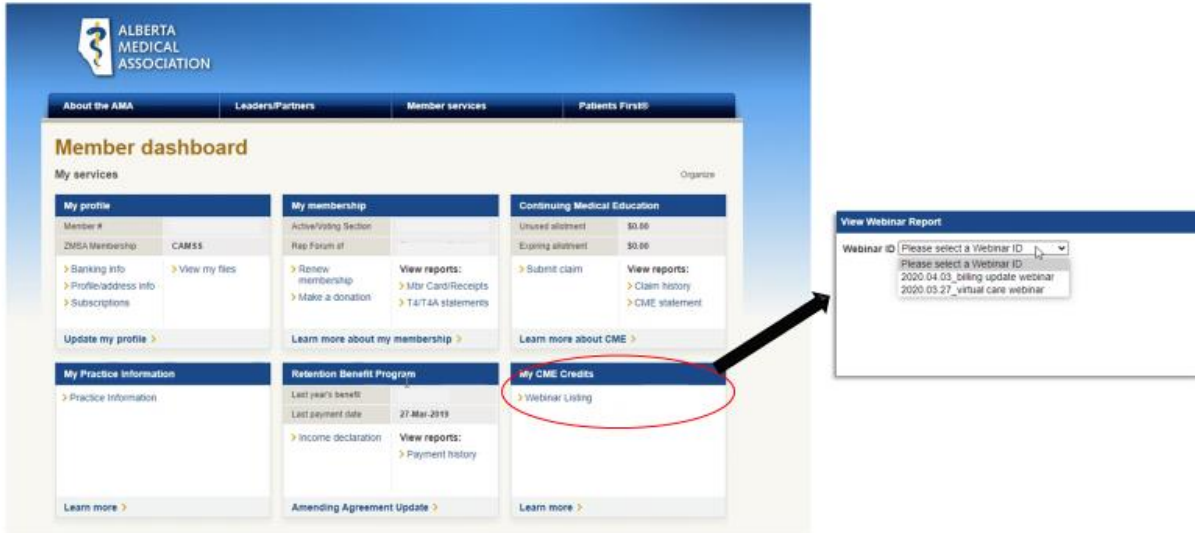 ALBERTA
MEDICAL
ASSOCIATION
About the AMA Leaders/Partners Member services Patients First®
Member dashboard
My services Organize
My profile
Member #
ZMSA Membership CAMSS
> Banking info > View my files
> Profile/address info
> Subscriptions
Update my profile >
My membership
Active/Voting Section
Rep Forum of
> Renew membership
> Make a donation
View reports:
> Mbr Card/Receipts
> T4/T4A statements
Learn more about my membership >
Continuing Medical Education
Unused allotment $0.00
Expiring allotment $0.00
> Submit claim
View reports:
> Claim history
> CME statement
Learn more about CME >
My Practice Information
> Practice Information
Learn more >
Retention Benefit Program
Last year's benefit
Last payment date 27-Mar-2019
> Income declaration
View reports:
> Payment history
Amending Agreement Update >
My CME Credits
> Webinar Listing
Learn more >
View Webinar Report
Webinar ID Please select a Webinar ID
Please select a Webinar ID
2020.04.03_billing update webinar
2020.03.27_virtual care webinar